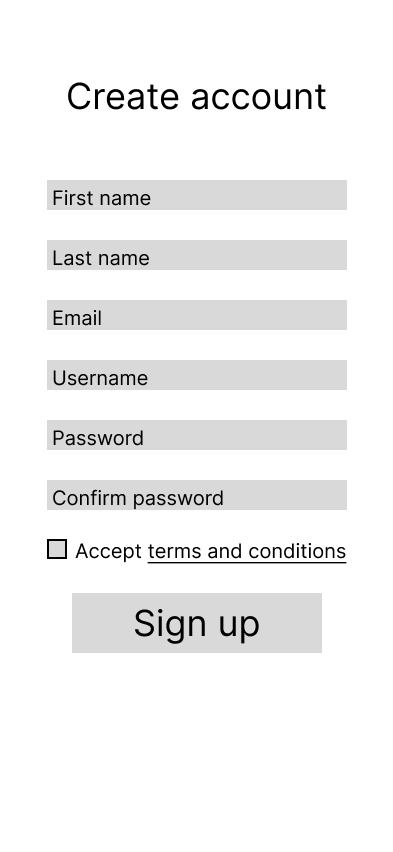 Create account
First name
Last name
Email
Username
Password
Confirm password
Accept terms and conditions
Sign up